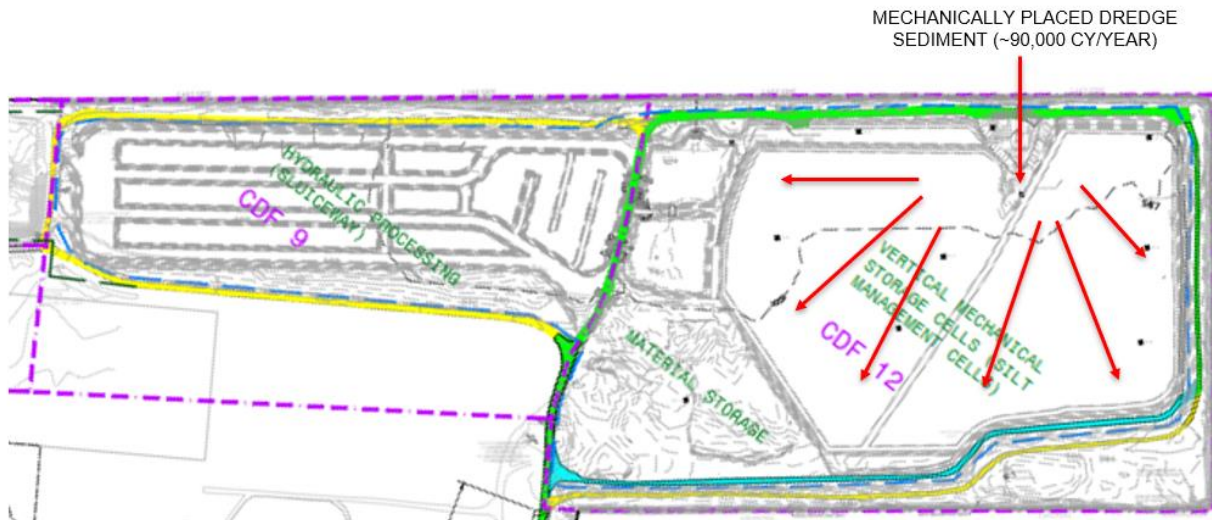 MECHANICALLY PLACED DREDGE
SEDIMENT (~90,000 CY/YEAR)
HYDRAULIC PROCESSING
(SLUICEWAY)
CDF 9
VERTICAL MECHANICAL
STORAGE CELLS (SILT
MANAGEMENT CELLS)
CDF 12
MATERIAL STORAGE